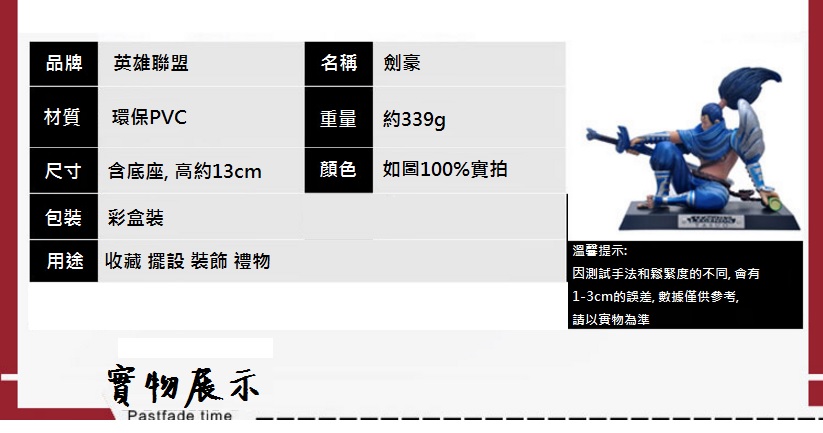 品牌 英雄聯盟 名稱 劍豪
材質 環保PVC 重量 約339g
尺寸 含底座, 高約13cm 顏色 如圖100%實拍
包裝 彩盒裝
用途 收藏 擺設 裝飾 禮物
溫馨提示:
因測試手法和鬆緊度的不同, 會有
1-3cm的誤差, 數據僅供參考,
請以實物為準
實物展示
Pastfade time